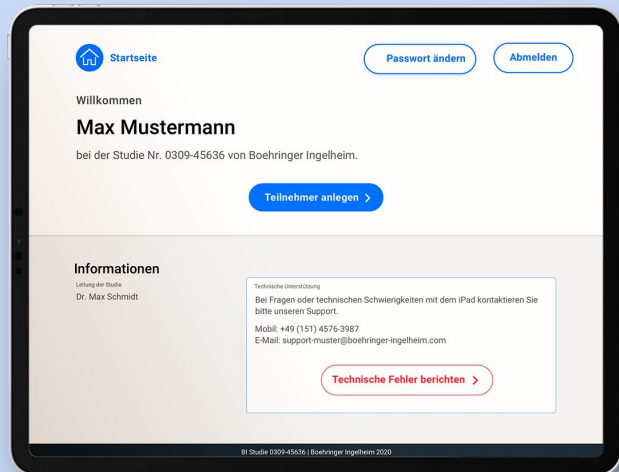 Startseite
Passwort ändern
Abmelden
Willkommen
Max Mustermann
bei der Studie Nr. 0309-45636 von Boehringer Ingelheim.
Teilnehmer anlegen
Informationen
Leitung der Studie
Dr. Max Schmidt
Technische Unterstützung
Bei Fragen oder technischen Schwierigkeiten mit dem iPad kontaktieren Sie
bitte unseren Support.
Mobil: +49 (151) 4576-3987
E-Mail: support-muster@boehringer-ingelheim.com
Technische Fehler berichten
BI Studie 0309-45636 | Boehringer Ingelheim 2020